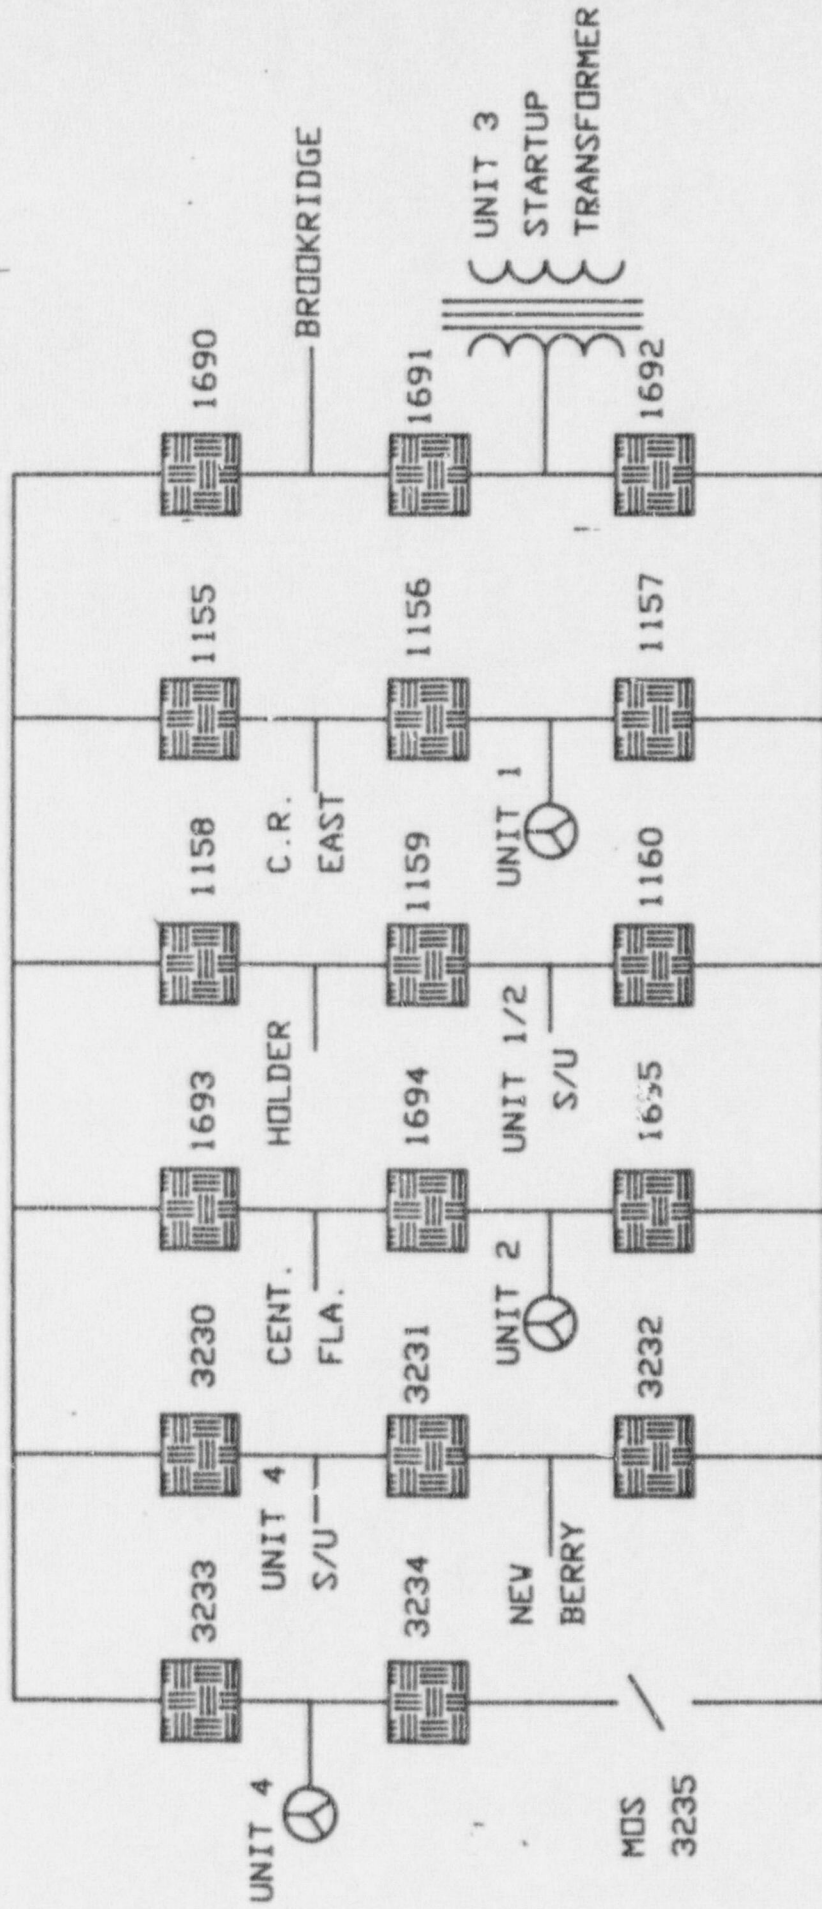 3233
3230
1693
1158
1155
1690
UNIT 4
UNIT 4
S/U
CENT.
FLA.
HOLDER
C.R.
EAST
BROOKRIDGE
3234
3231
1694
1159
1156
1691
NEW
BERRY
UNIT 2
UNIT 1/2
S/U
UNIT 1
UNIT 3
STARTUP
TRANSFORMER
MOS
3235
3232
1160
1157
1692